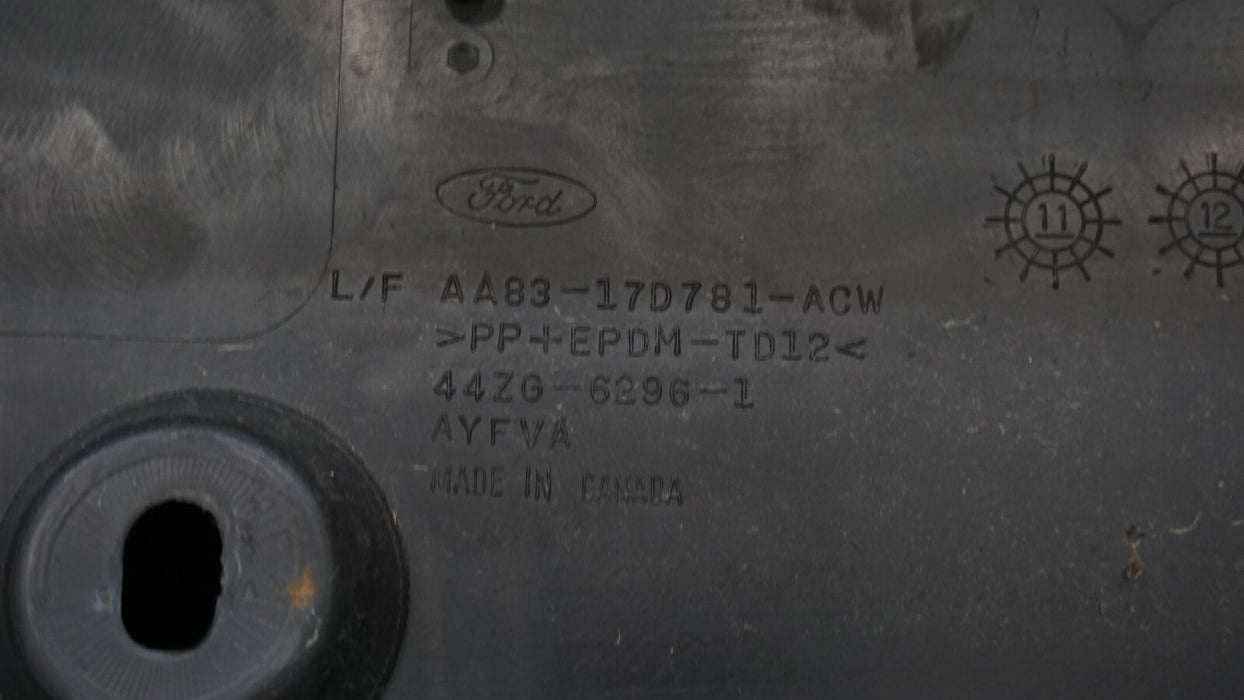 Ford
11
12
L/F AA83-17D781-ACW
>PP+EPDM-TD12<
44ZG-6296-1
AYFVA
MADE IN CANADA